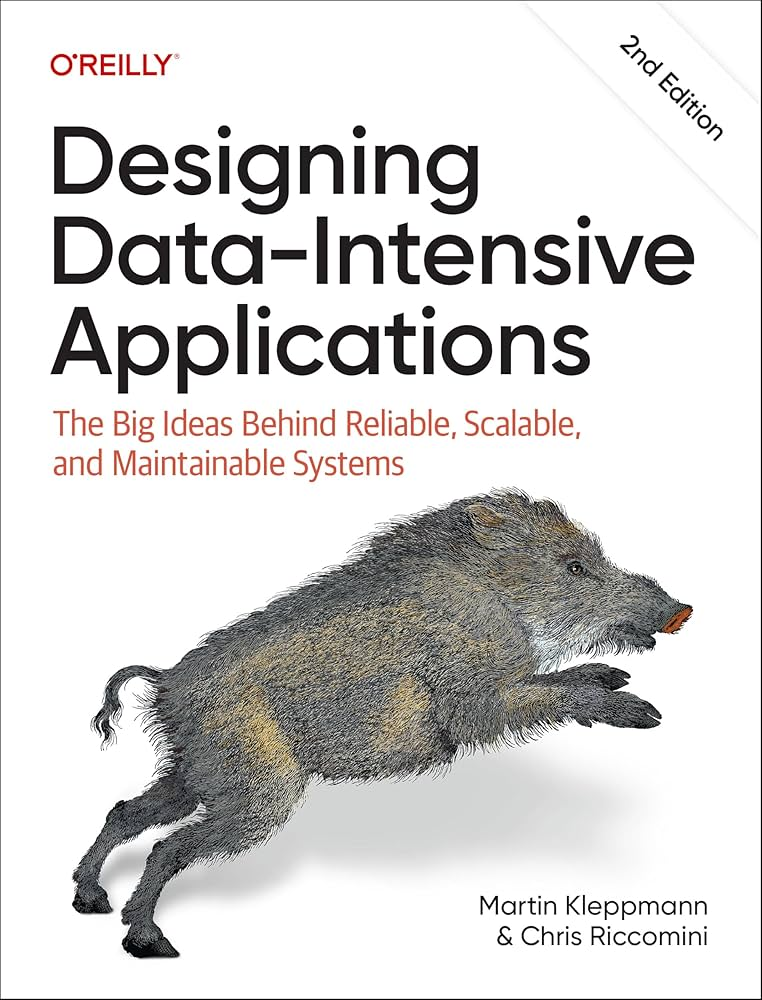 O'REILLY®
2nd Edition
Designing
Data-Intensive
Applications
The Big Ideas Behind Reliable, Scalable,
and Maintainable Systems
Martin Kleppmann
& Chris Riccomini